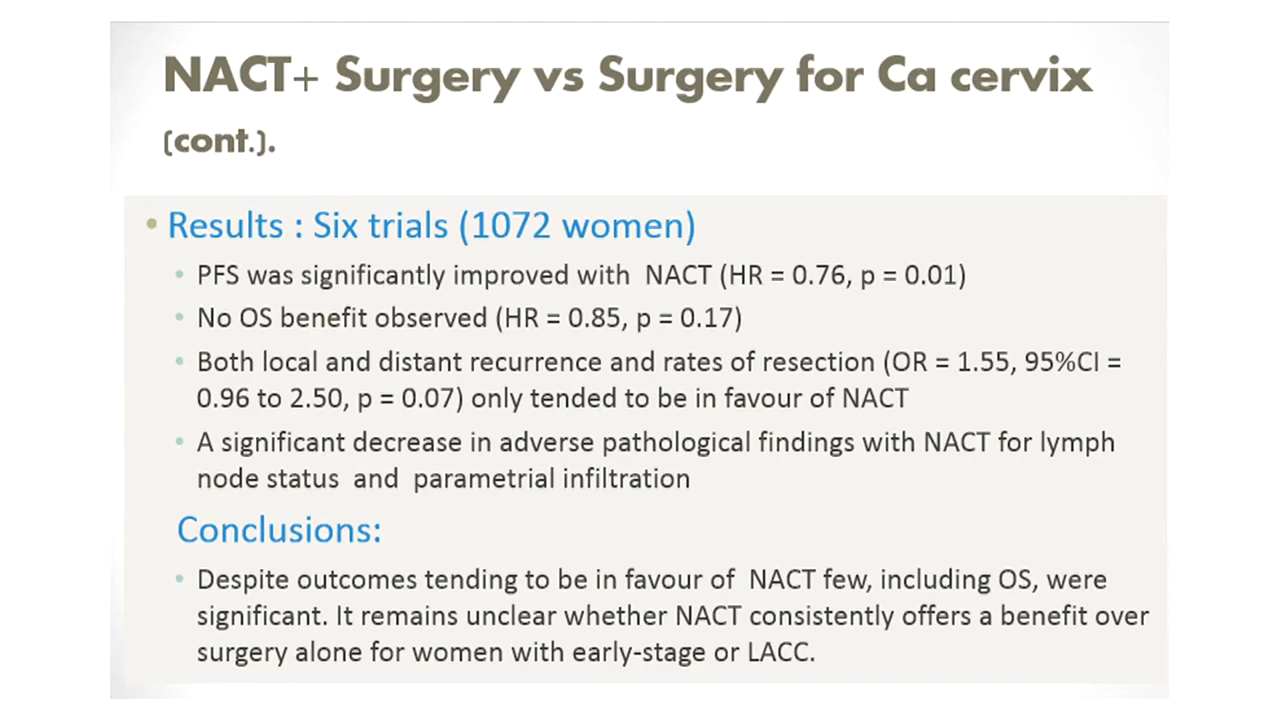 NACT+ Surgery vs Surgery for Ca cervix
(cont.).
• Results : Six trials (1072 women)
• PFS was significantly improved with NACT (HR = 0.76, p = 0.01)
• No OS benefit observed (HR = 0.85, p = 0.17)
• Both local and distant recurrence and rates of resection (OR = 1.55, 95%CI =
0.96 to 2.50, p = 0.07) only tended to be in favour of NACT
• A significant decrease in adverse pathological findings with NACT for lymph
node status and parametrial infiltration
Conclusions:
• Despite outcomes tending to be in favour of NACT few, including OS, were
significant. It remains unclear whether NACT consistently offers a benefit over
surgery alone for women with early-stage or LACC.